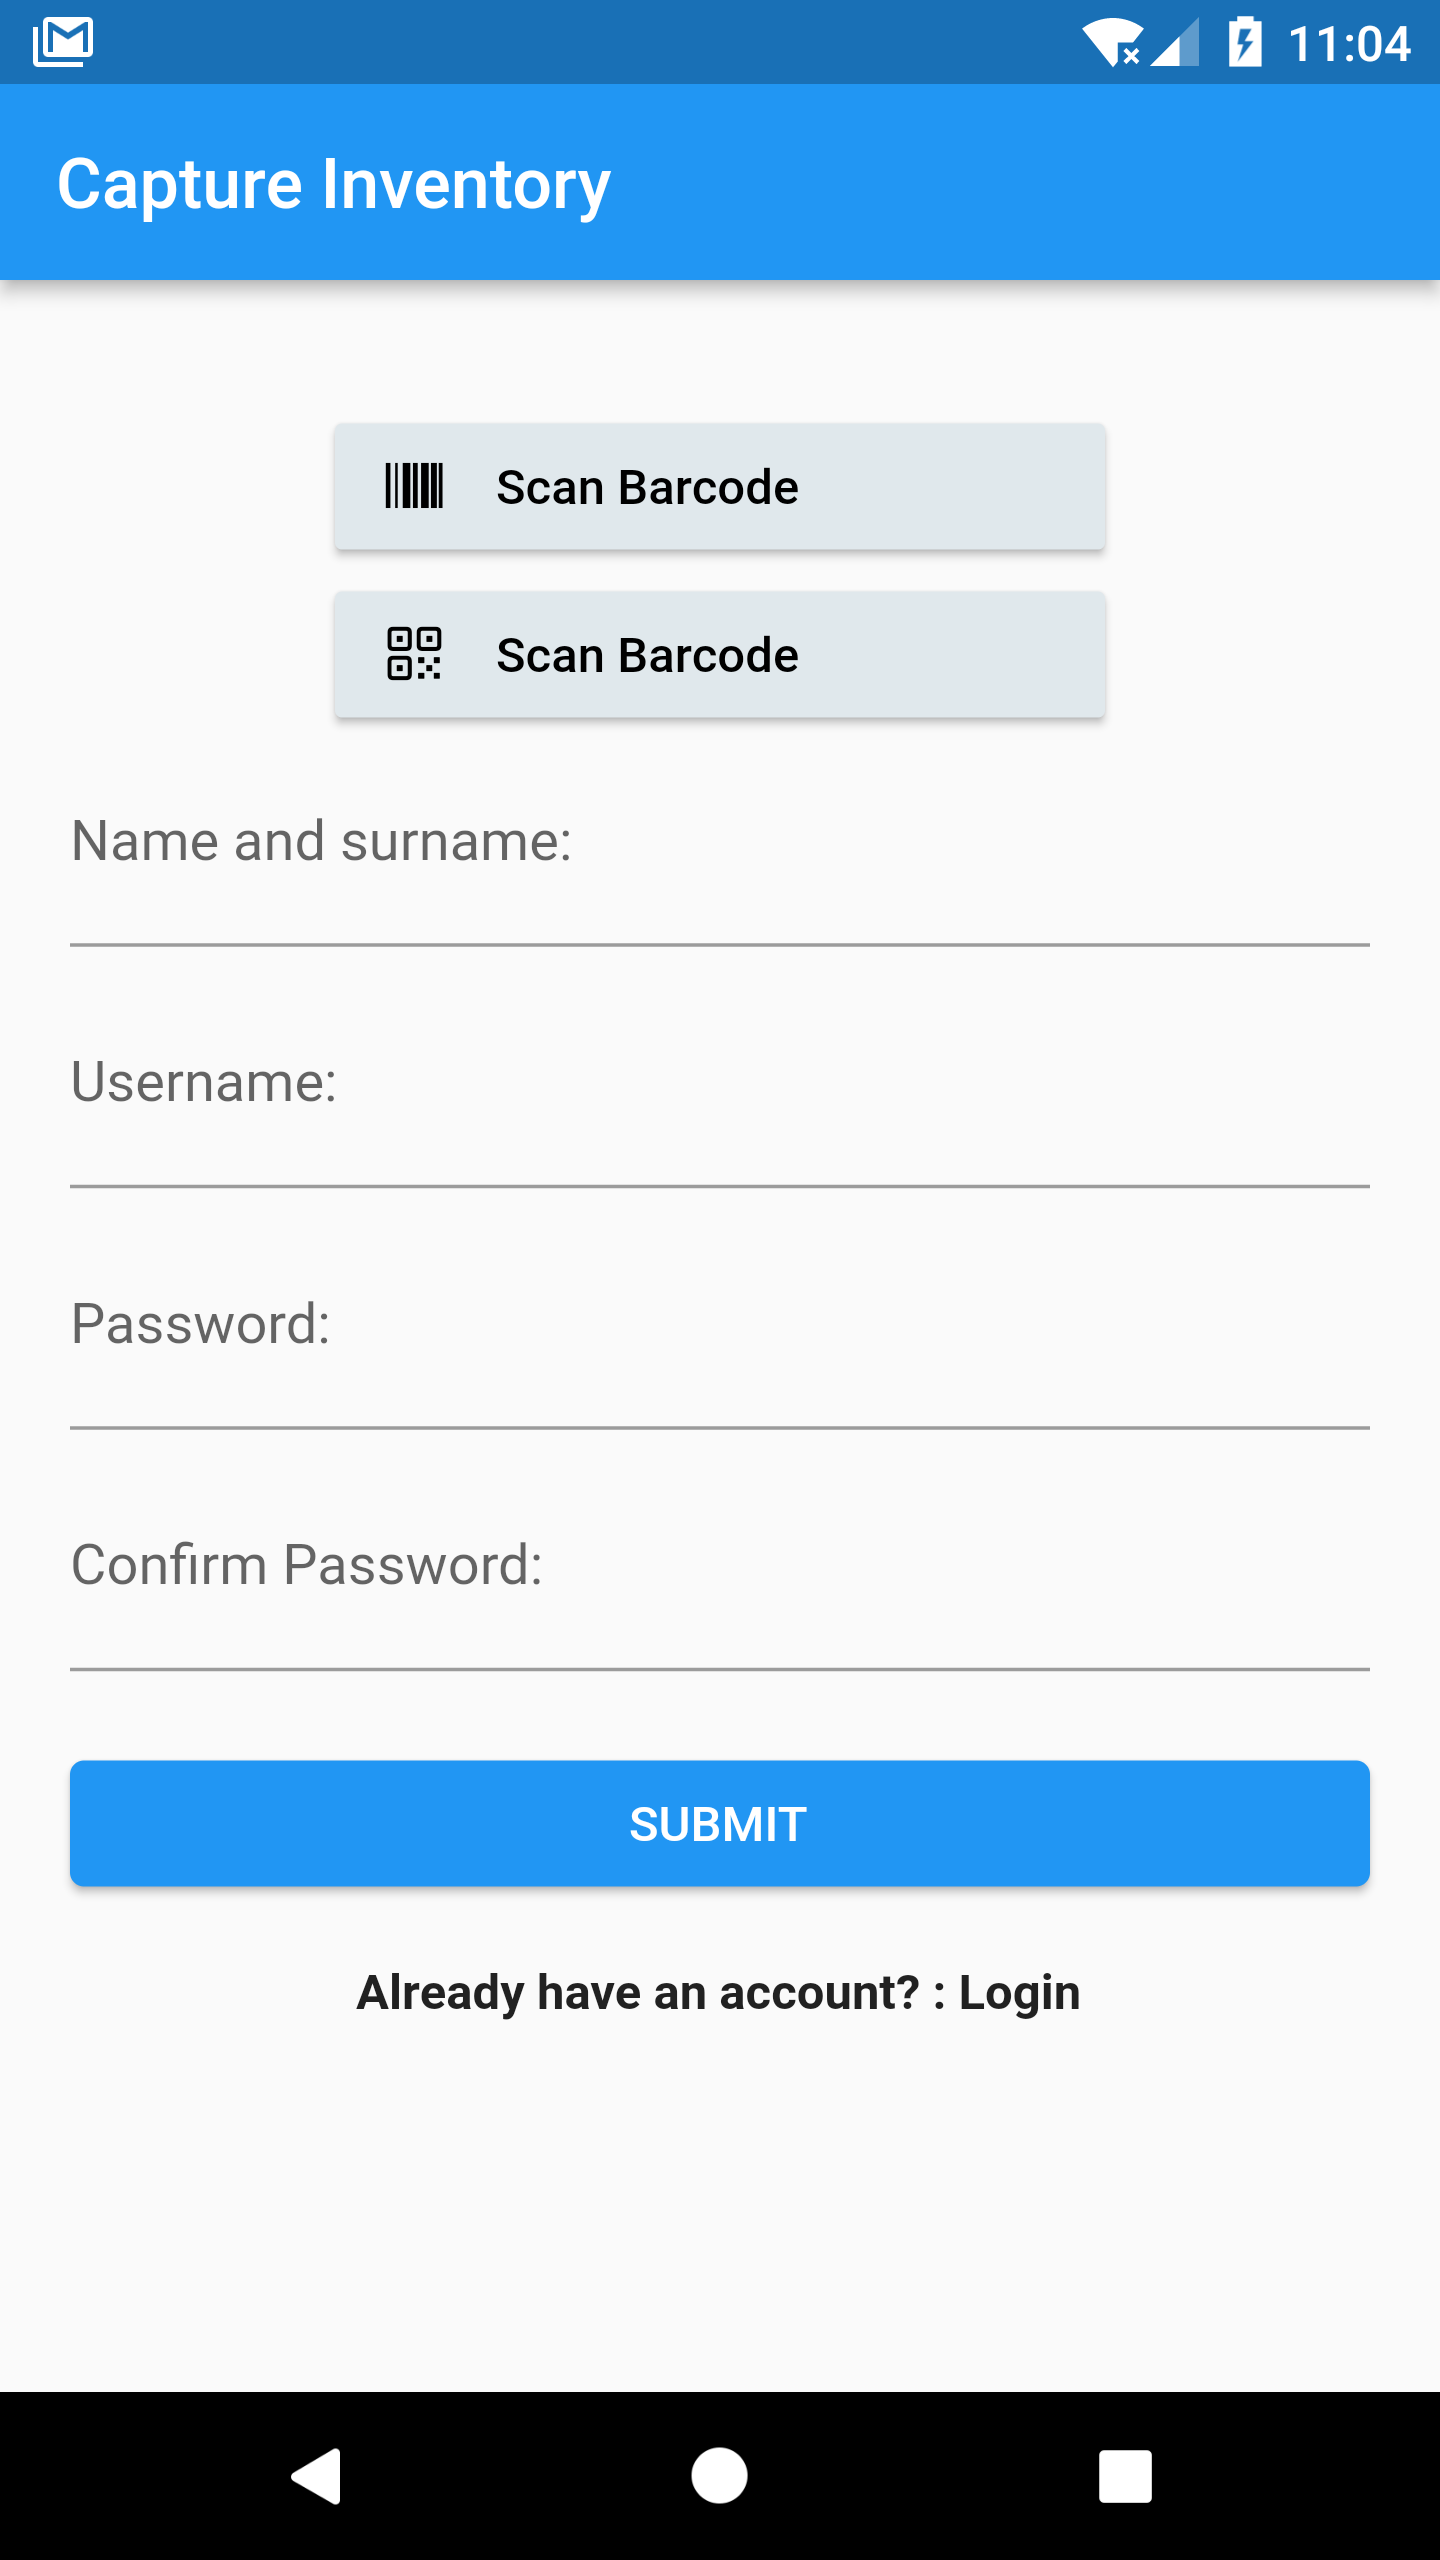 11:04
Capture Inventory
Scan Barcode
Scan Barcode
Name and surname:
Username:
Password:
Confirm Password:
SUBMIT
Already have an account? : Login